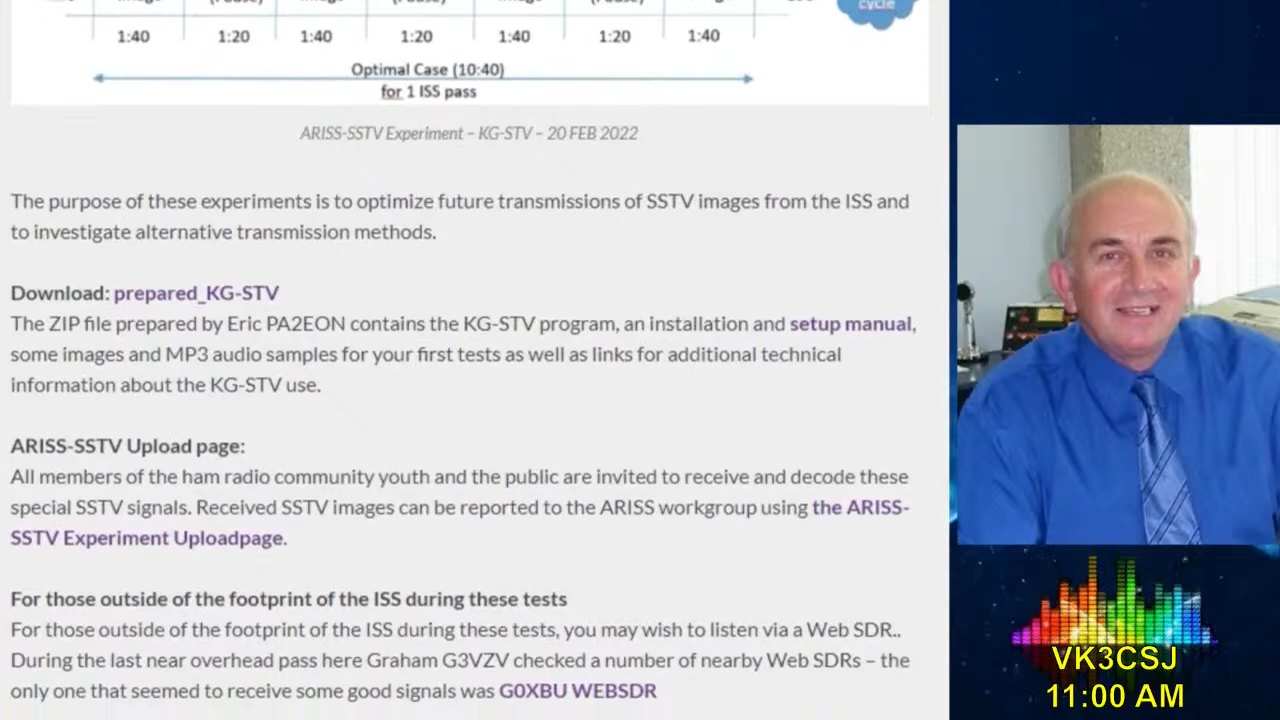 cycle
1:40 1:20 1:40 1:20 1:40 1:20 1:40
Optimal Case (10:40)
for 1 ISS pass
ARISS-SSTV Experiment – KG-STV – 20 FEB 2022
The purpose of these experiments is to optimize future transmissions of SSTV images from the ISS and
to investigate alternative transmission methods.
Download: prepared_KG-STV
The ZIP file prepared by Eric PA2EON contains the KG-STV program, an installation and setup manual,
some images and MP3 audio samples for your first tests as well as links for additional technical
information about the KG-STV use.
ARISS-SSTV Upload page:
All members of the ham radio community youth and the public are invited to receive and decode these
special SSTV signals. Received SSTV images can be reported to the ARISS workgroup using the ARISS-
SSTV Experiment Uploadpage.
For those outside of the footprint of the ISS during these tests
For those outside of the footprint of the ISS during these tests, you may wish to listen via a Web SDR..
During the last near overhead pass here Graham G3VZV checked a number of nearby Web SDRs – the
only one that seemed to receive some good signals was G0XBU WEBSDR
VK3CSJ
11:00 AM